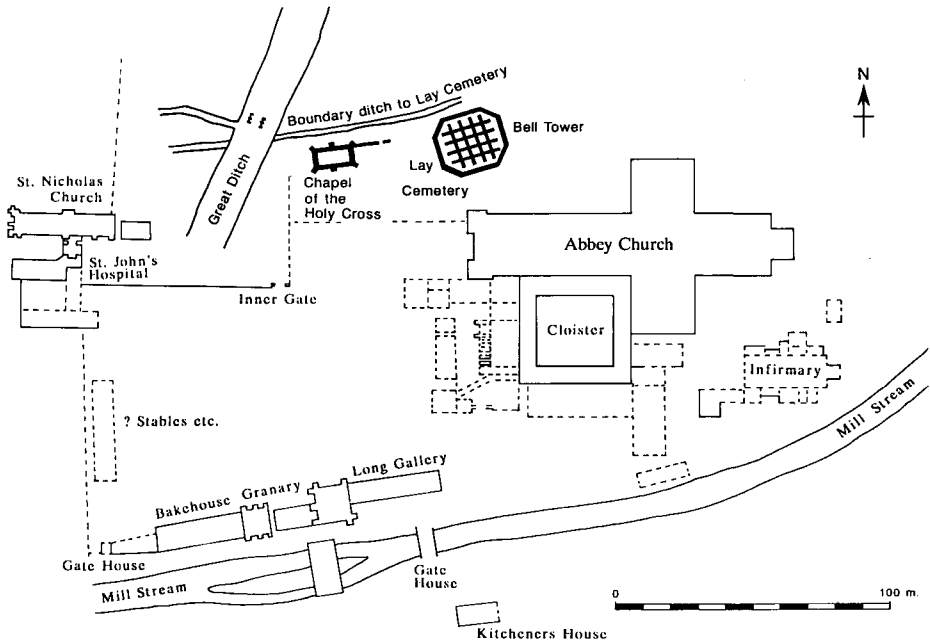 N
Boundary ditch to Lay Cemetery
Bell Tower
Great Ditch
Lay
Cemetery
Chapel
of the
Holy Cross
St. Nicholas
Church
St. John's
Hospital
Inner Gate
Abbey Church
Cloister
Infirmary
Mill Stream
? Stables etc.
Long Gallery
Granary
Bakehouse
Gate House
Mill Stream
Gate
House
0
100 m.
Kitcheners House